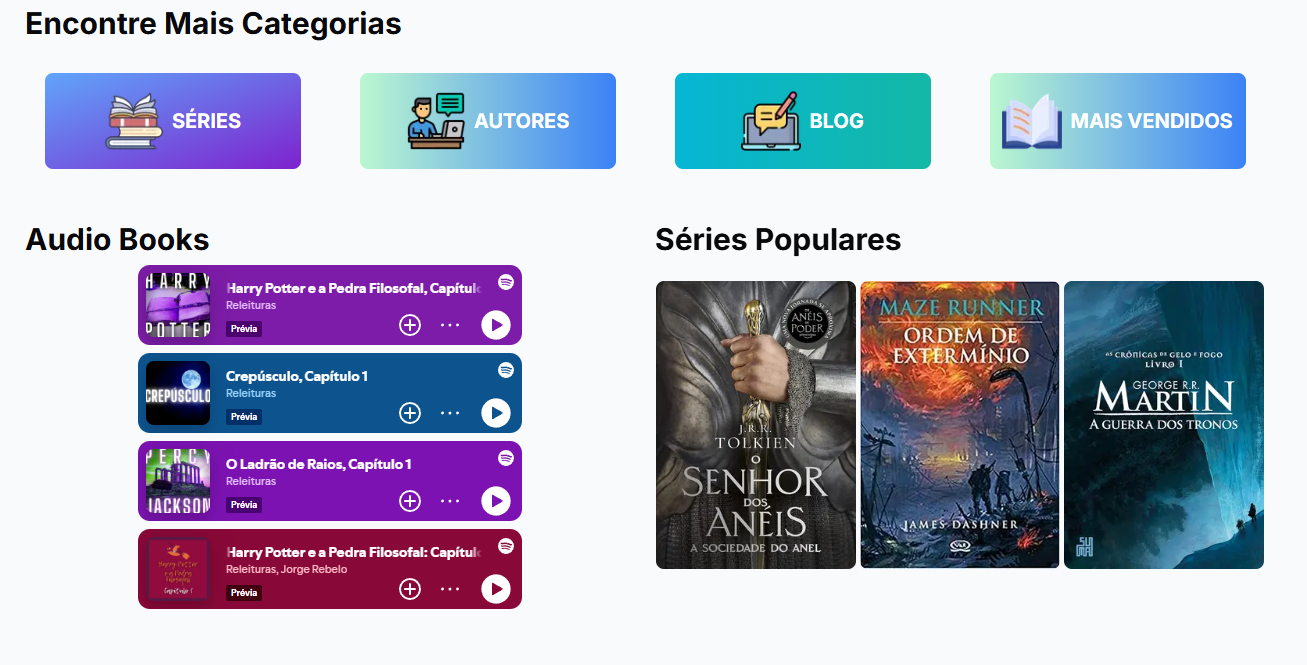 Encontre Mais Categorias
SÉRIES
AUTORES
BLOG
MAIS VENDIDOS
Audio Books
HARRY
POTTER
Harry Potter e a Pedra Filosofal, Capítulo
Releituras
Prévia
CREPÚSCULO
Crepúsculo, Capítulo 1
Releituras
Prévia
PERCY
JACKSON
O Ladrão de Raios, Capítulo 1
Releituras
Prévia
Harry Potter
e a Pedra
Filosofal
Capítulo 1
Harry Potter e a Pedra Filosofal: Capítulo
Releituras, Jorge Rebelo
Prévia
Séries Populares
ANÉIS
PODER
J.R.R.
TOLKIEN
O
SENHOR
DOS
ANÉIS
A SOCIEDADE DO ANEL
MAZE RUNNER
ORDEM DE
EXTERMÍNIO
JAMES DASHNER
V&R
AS CRÔNICAS DE GELO E FOGO
LIVRO I
GEORGE R.R.
MARTIN
A GUERRA DOS TRONOS
SUMA